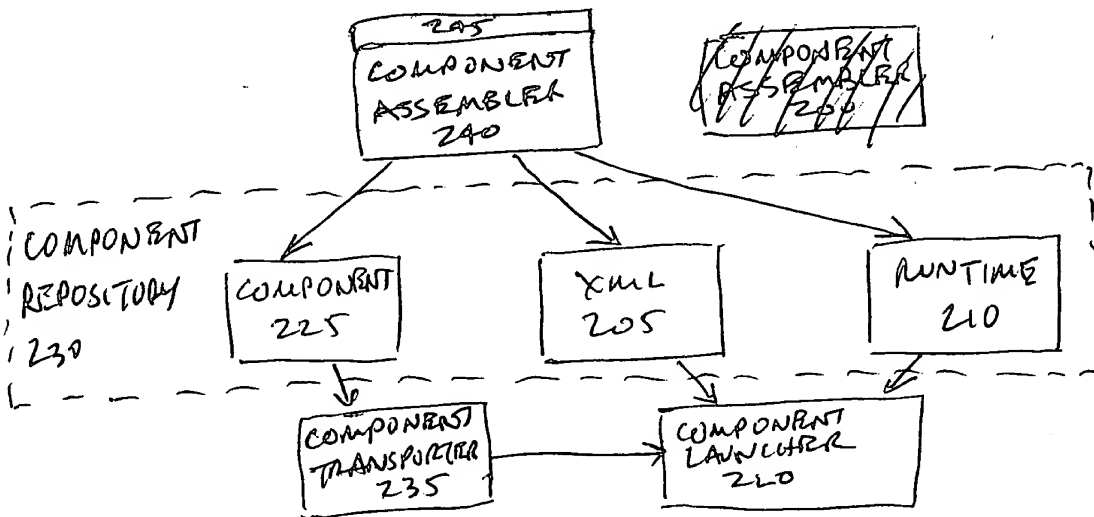 245
COMPONENT
ASSEMBLER
240
COMPONENT
ASSEMBLER
200
COMPONENT
REPOSITORY
230
COMPONENT
225
XML
205
RUNTIME
210
COMPONENT
TRANSPORTER
235
COMPONENT
LAUNCHER
220